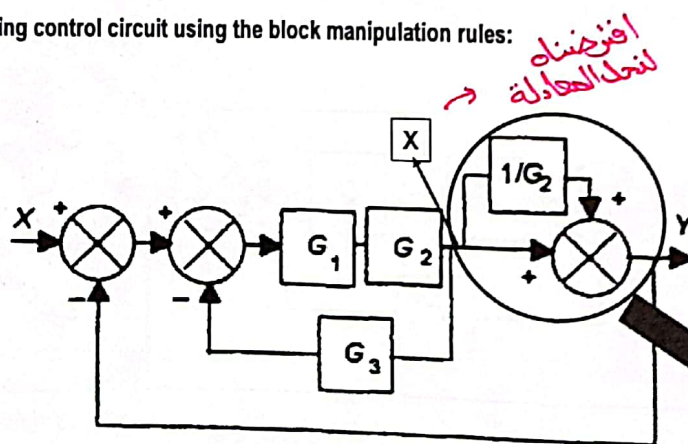 ing control circuit using the block manipulation rules:
افترضناه
لنحل المعادلة
X
1/G₂
+
X
+
+
Y
G₁
G₂
+
−
−
G₃